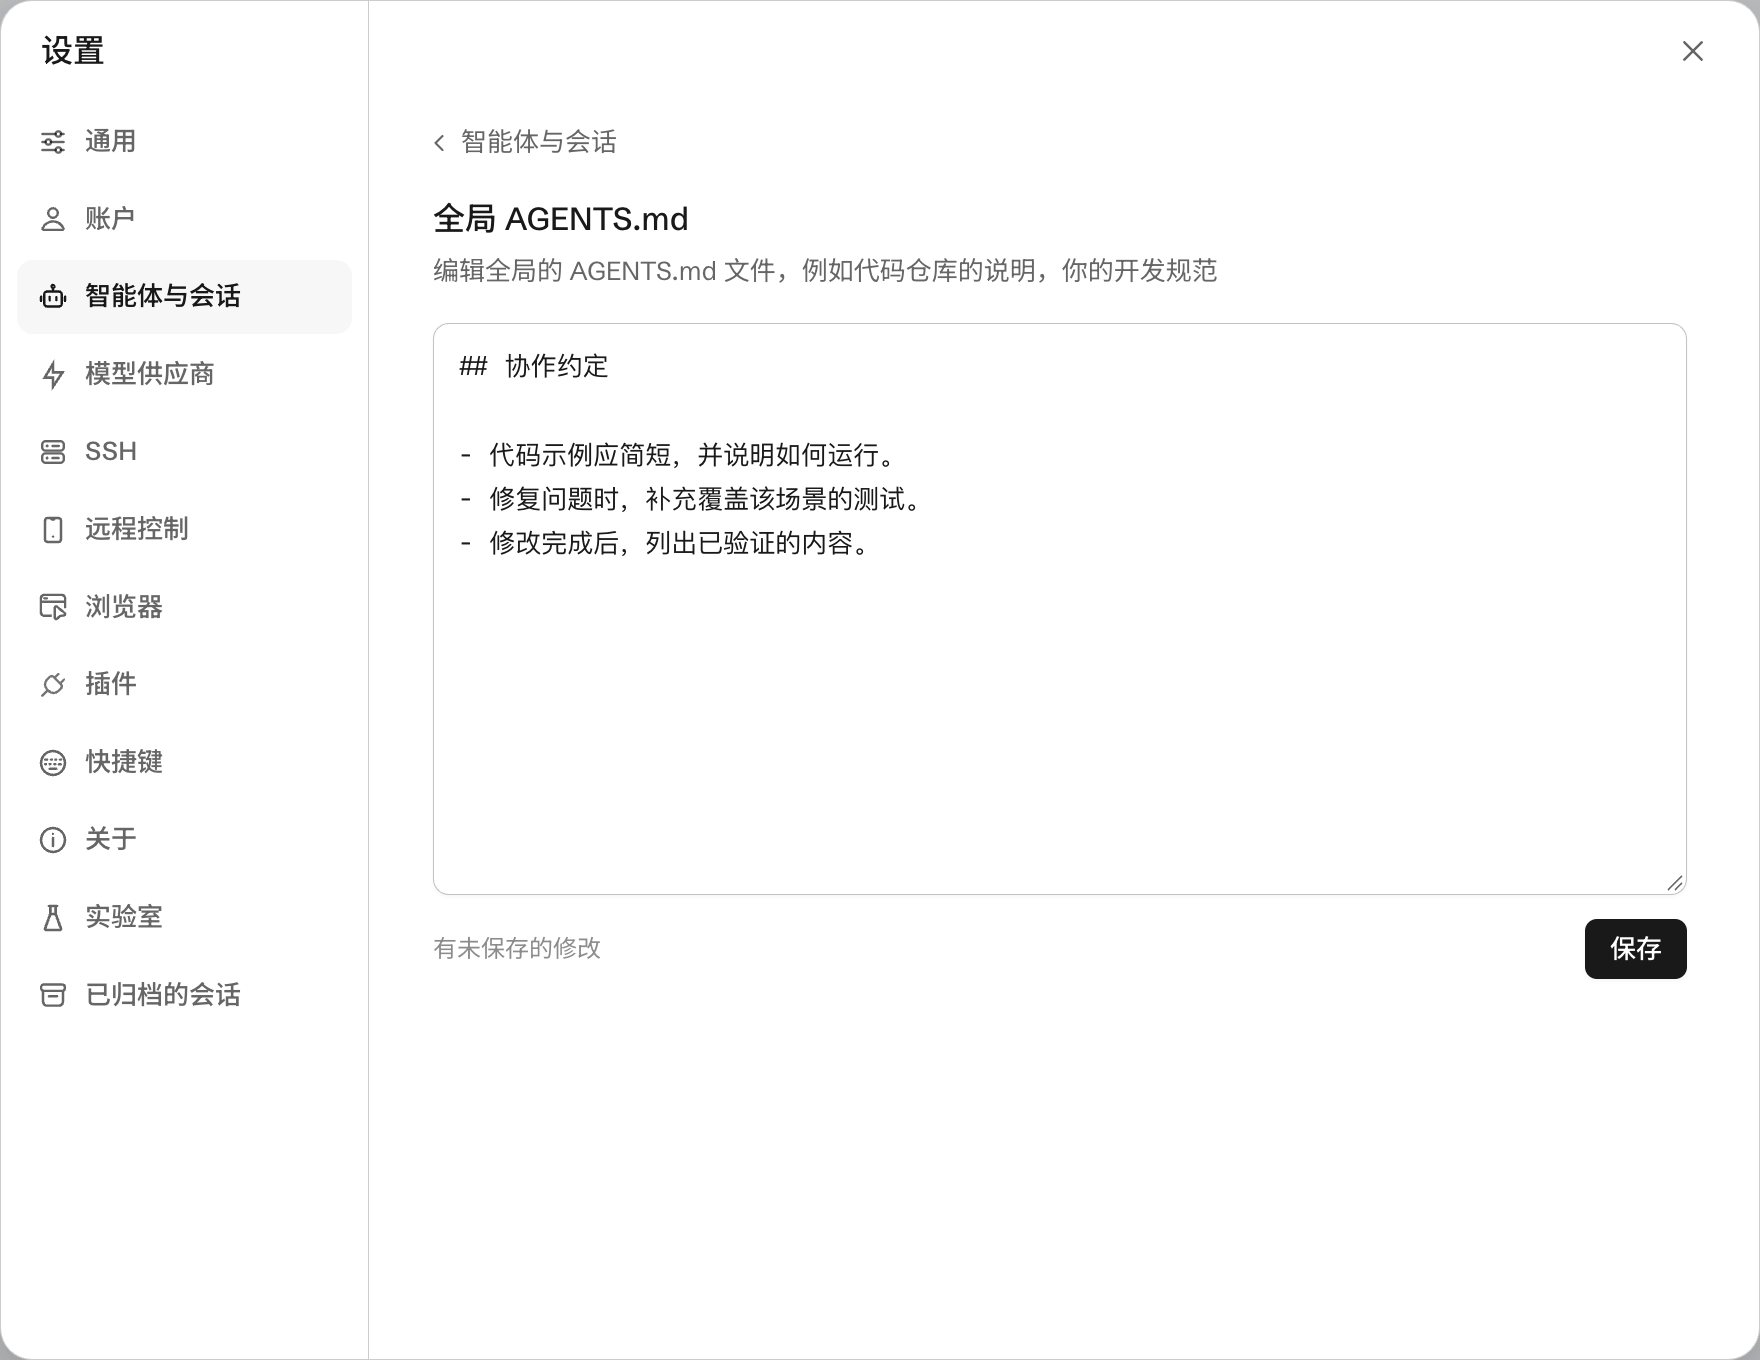 设置
通用
账户
智能体与会话
模型供应商
SSH
远程控制
浏览器
插件
快捷键
关于
实验室
已归档的会话
智能体与会话
全局 AGENTS.md
编辑全局的 AGENTS.md 文件，例如代码仓库的说明，你的开发规范
## 协作约定
- 代码示例应简短，并说明如何运行。
- 修复问题时，补充覆盖该场景的测试。
- 修改完成后，列出已验证的内容。
有未保存的修改
保存